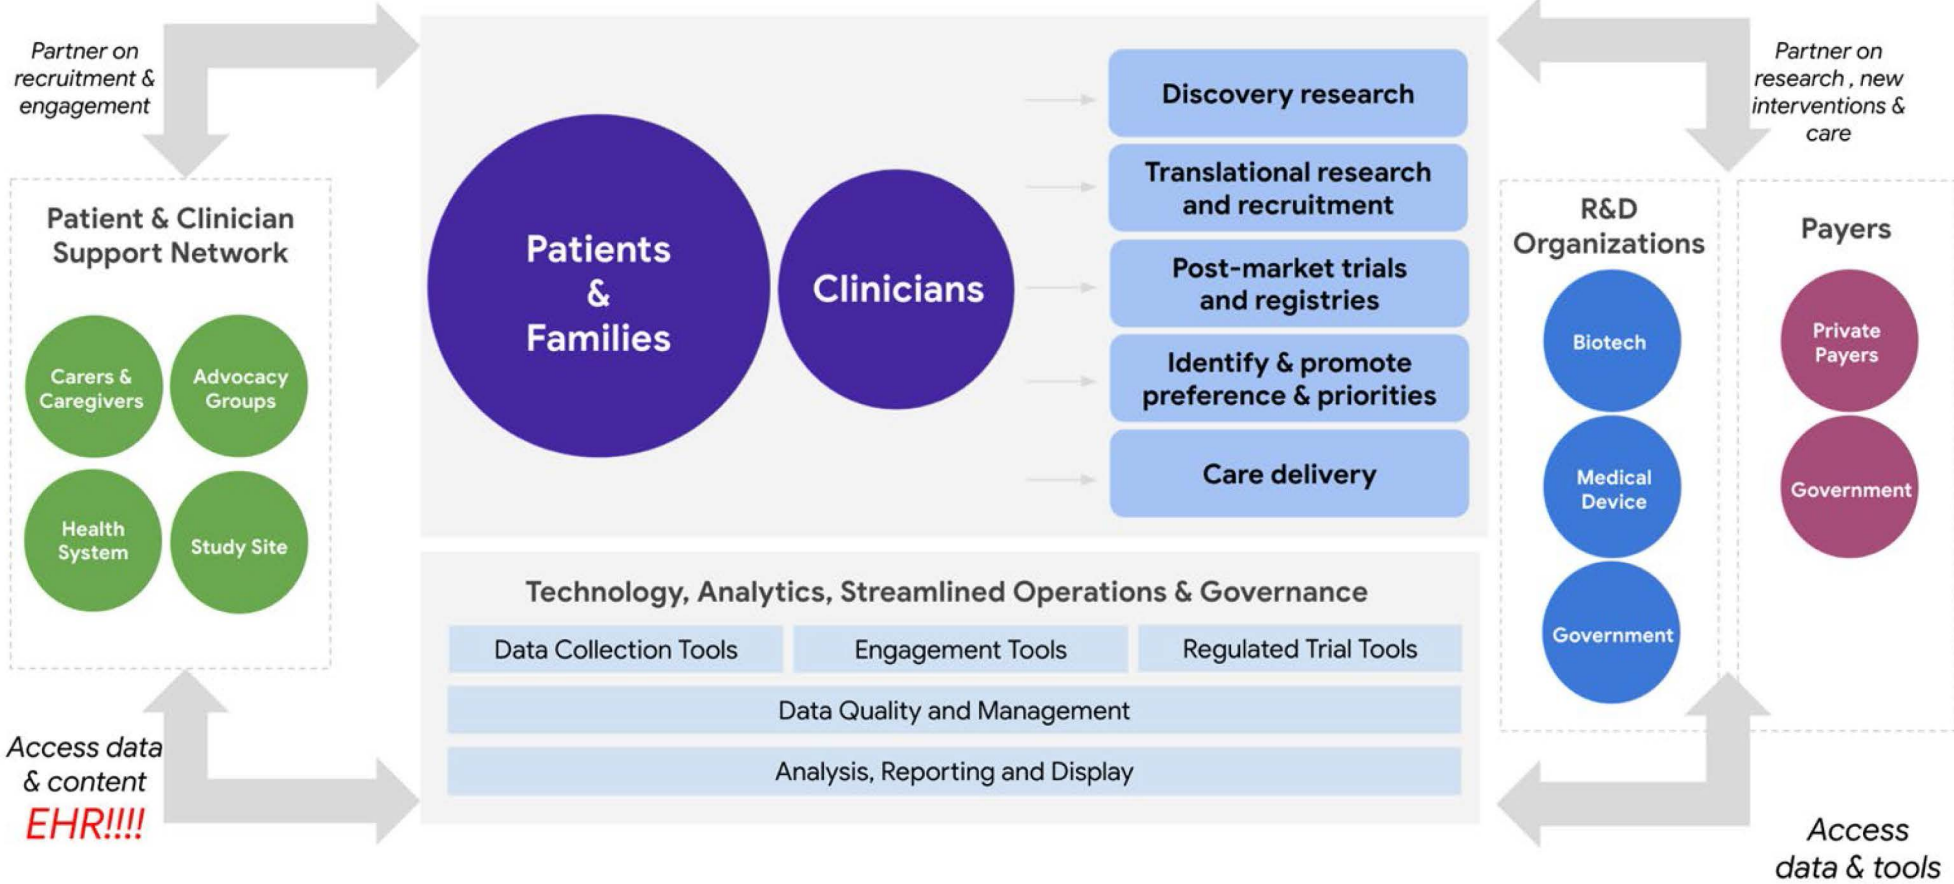 Partner on
recruitment &
engagement
Patient & Clinician
Support Network
Carers &
Caregivers
Advocacy
Groups
Health
System
Study Site
Access data
& content
EHR!!!!
Patients
&
Families
Clinicians
Discovery research
Translational research
and recruitment
Post-market trials
and registries
Identify & promote
preference & priorities
Care delivery
Technology, Analytics, Streamlined Operations & Governance
Data Collection Tools
Engagement Tools
Regulated Trial Tools
Data Quality and Management
Analysis, Reporting and Display
Partner on
research , new
interventions &
care
R&D
Organizations
Biotech
Medical
Device
Government
Payers
Private
Payers
Government
Access
data & tools